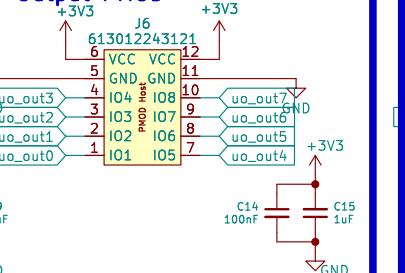 +3V3
+3V3
J6
613012243121
6 VCC VCC 12
5 GND GND 11
GND
uo_out3 4 IO4 IO8 10 uo_out7
uo_out2 3 IO3 IO7 9 uo_out6
uo_out1 2 IO2 IO6 8 uo_out5
uo_out0 1 IO1 IO5 7 uo_out4
PMOD Host
+3V3
C14
100nF
C15
1uF
GND